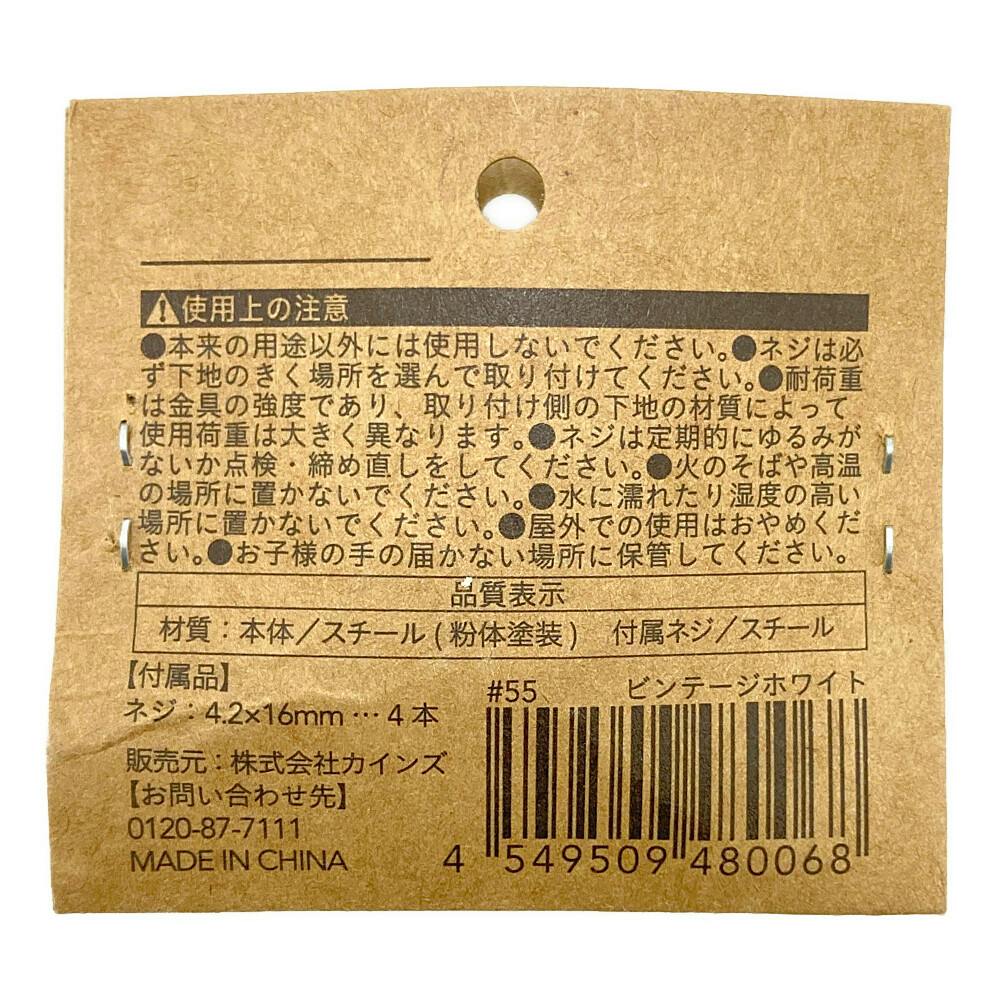 ⚠使用上の注意
●本来の用途以外には使用しないでください。●ネジは必
ず下地のきく場所を選んで取り付けてください。●耐荷重
は金具の強度であり、取り付け側の下地の材質によって
使用荷重は大きく異なります。●ネジは定期的にゆるみが
ないか点検・締め直しをしてください。●火のそばや高温
の場所に置かないでください。●水に濡れたり湿度の高い
場所に置かないでください。●屋外での使用はおやめくだ
さい。●お子様の手の届かない場所に保管してください。
品質表示
材質：本体／スチール(粉体塗装) 付属ネジ／スチール
【付属品】
ネジ：4.2×16mm…4本
販売元：株式会社カインズ
【お問い合わせ先】
0120-87-7111
MADE IN CHINA
#55 ビンテージホワイト
4 549509 480068